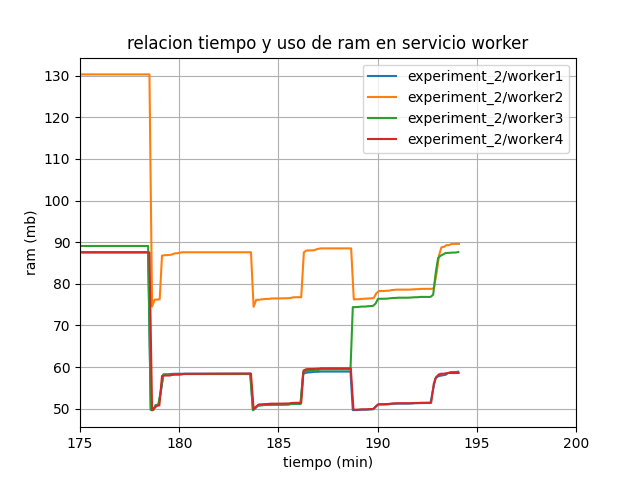 relacion tiempo y uso de ram en servicio worker
experiment_2/worker1
experiment_2/worker2
experiment_2/worker3
experiment_2/worker4
130
120
110
100
90
80
70
60
50
ram (mb)
175 180 185 190 195 200
tiempo (min)